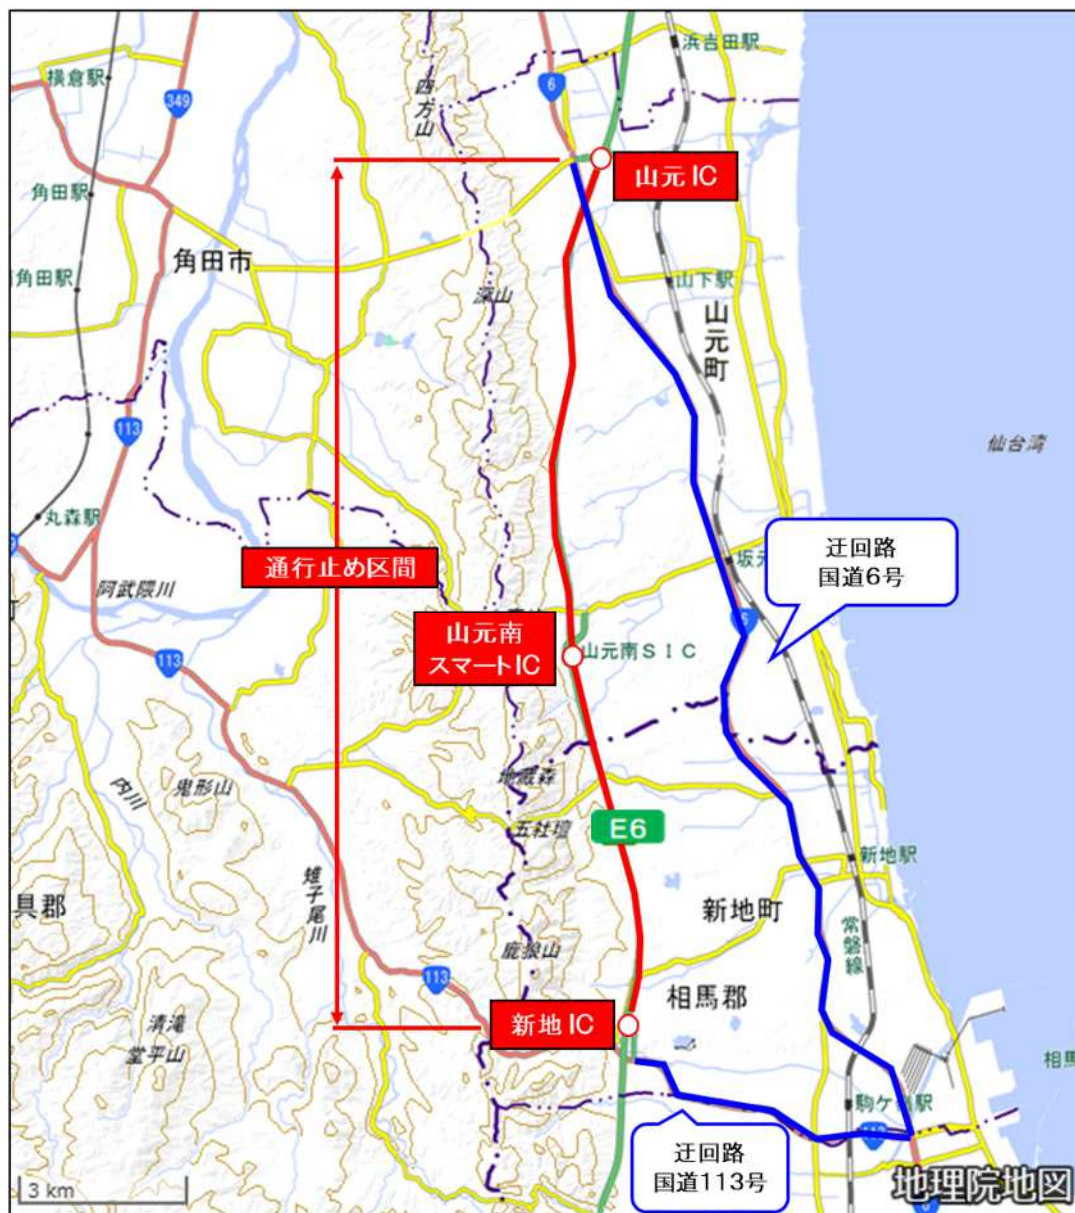 浜吉田駅
横倉駅
四方山
6
349
山元 IC
角田駅
角田市
南角田駅
深山
山下駅
山元町
113
仙台湾
丸森駅
通行止め区間
迂回路
国道6号
坂元
阿武隈川
山元南
スマートIC
山元南ＳＩＣ
6
113
地蔵森
内川
鬼形山
E6
五社壇
新地駅
雉子尾川
具郡
新地町
常磐線
鹿狼山
113
相馬郡
新地 IC
清滝
堂平山
相馬
駒ケ嶺駅
113
迂回路
国道113号
3 km
地理院地図
6